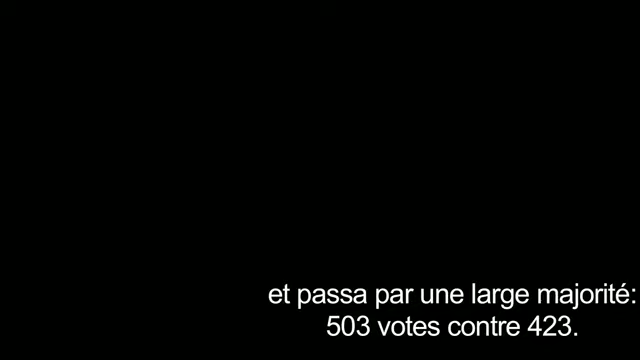 et passa par une large majorité:
503 votes contre 423.